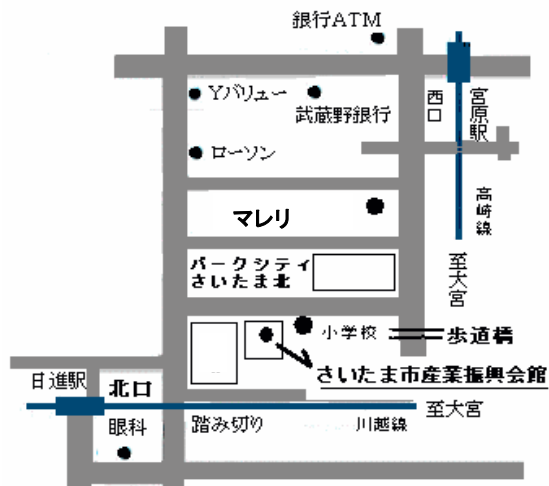 銀行ATM
Yバリュー
武蔵野銀行
西口
宮原駅
ローソン
高崎線
マレリ
至大宮
パークシティ
さいたま北
小学校
歩道橋
さいたま市産業振興会館
日進駅
北口
踏み切り
川越線
至大宮
眼科